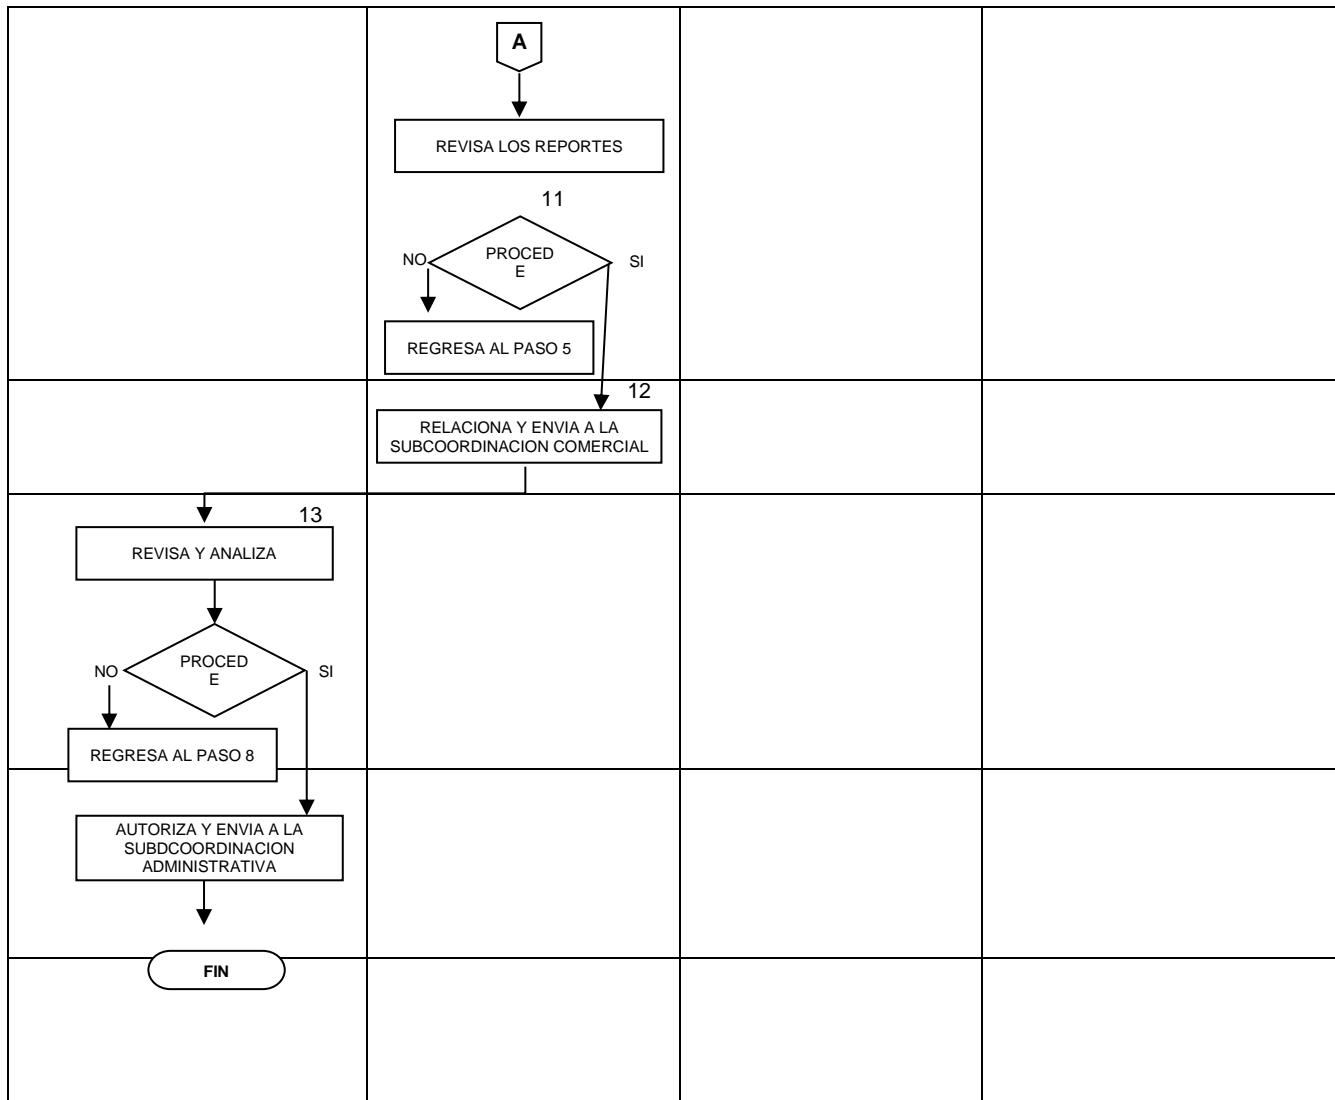 A
REVISA LOS REPORTES
11
PROCED
E
NO
SI
REGRESA AL PASO 5
12
RELACIONA Y ENVIA A LA
SUBCOORDINACION COMERCIAL
13
REVISA Y ANALIZA
PROCED
E
NO
SI
REGRESA AL PASO 8
AUTORIZA Y ENVIA A LA
SUBDCOORDINACION
ADMINISTRATIVA
FIN